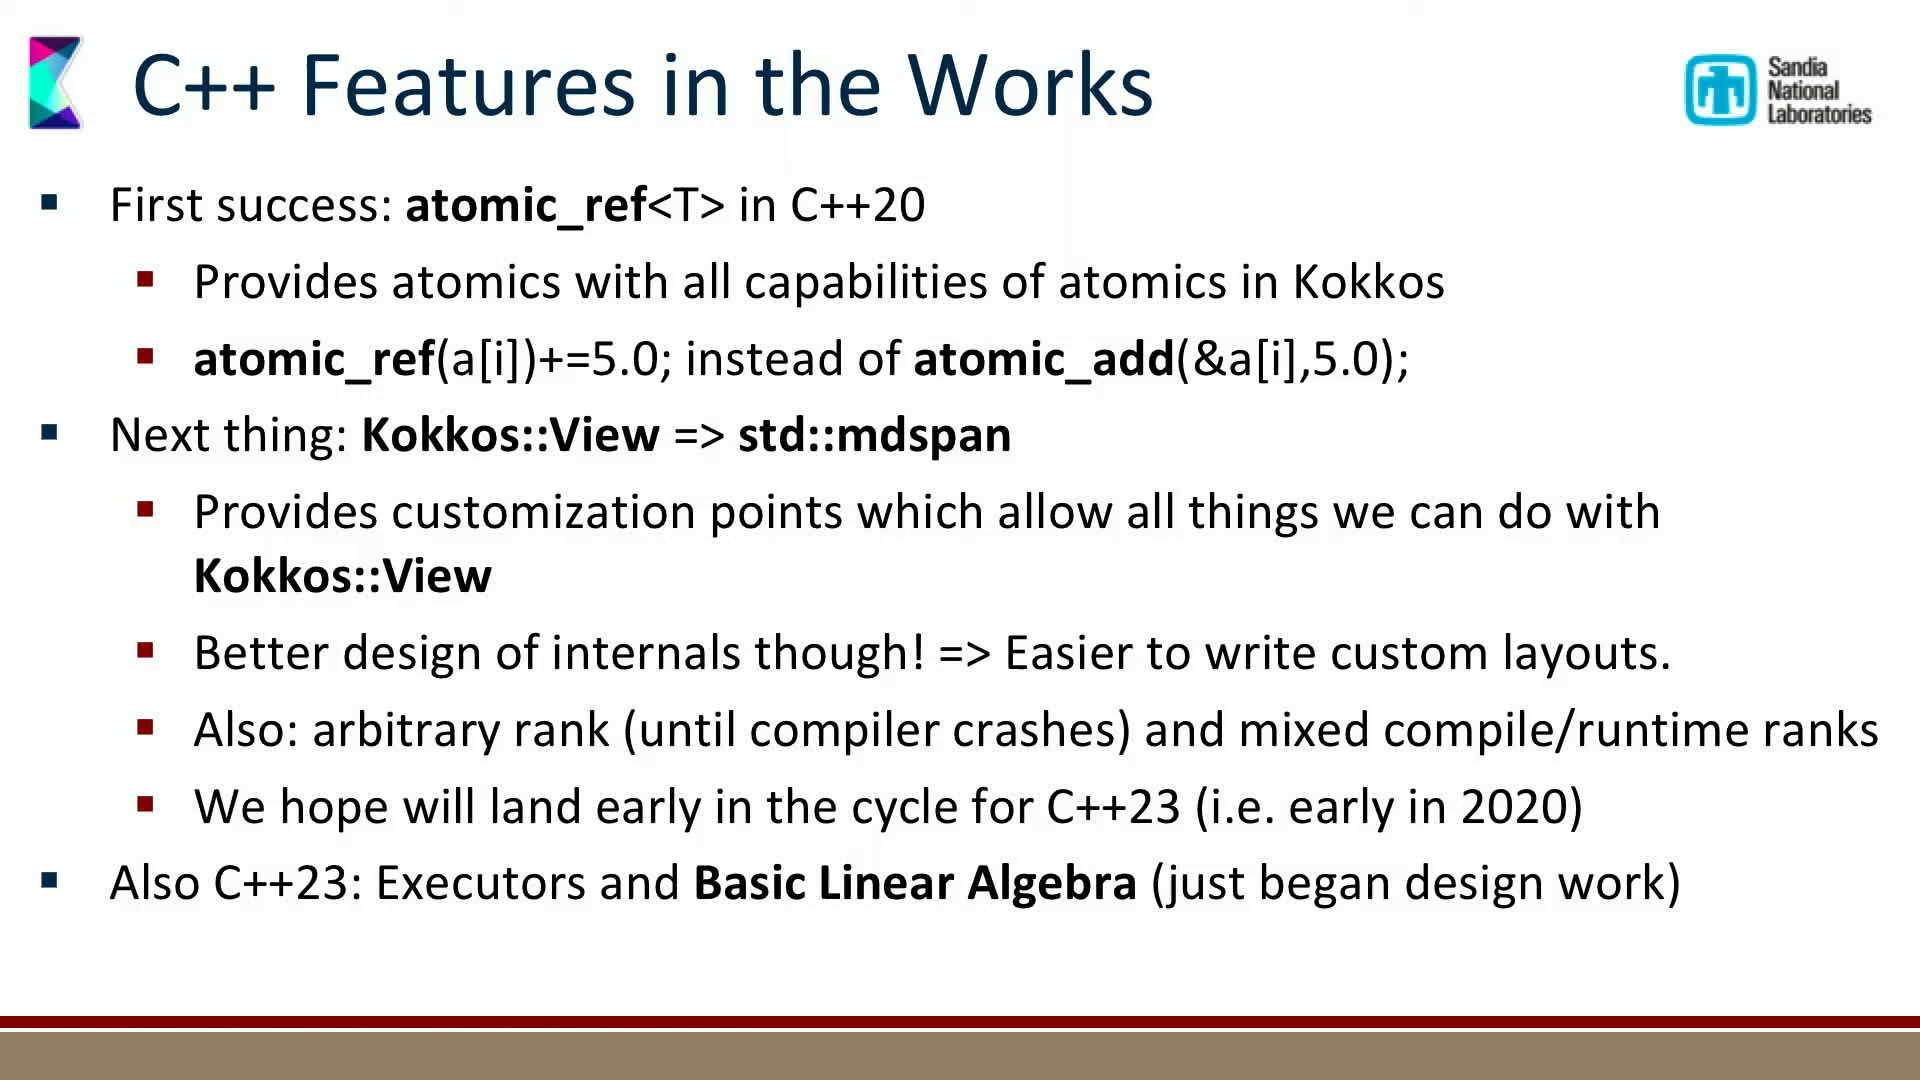 C++ Features in the Works
Sandia
National
Laboratories
First success: atomic_ref<T> in C++20
Provides atomics with all capabilities of atomics in Kokkos
atomic_ref(a[i])+=5.0; instead of atomic_add(&a[i],5.0);
Next thing: Kokkos::View => std::mdspan
Provides customization points which allow all things we can do with
Kokkos::View
Better design of internals though! => Easier to write custom layouts.
Also: arbitrary rank (until compiler crashes) and mixed compile/runtime ranks
We hope will land early in the cycle for C++23 (i.e. early in 2020)
Also C++23: Executors and Basic Linear Algebra (just began design work)